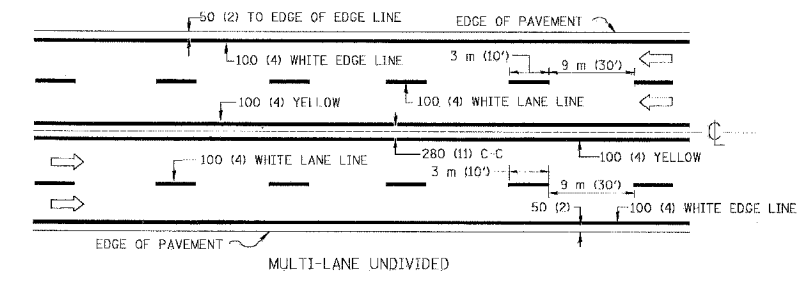 50 (2) TO EDGE OF EDGE LINE
EDGE OF PAVEMENT
100 (4) WHITE EDGE LINE
3 m (10')
9 m (30')
100 (4) YELLOW
100 (4) WHITE LANE LINE
℄
280 (11) C-C
100 (4) YELLOW
100 (4) WHITE LANE LINE
3 m (10')
9 m (30')
50 (2)
100 (4) WHITE EDGE LINE
EDGE OF PAVEMENT
MULTI-LANE UNDIVIDED